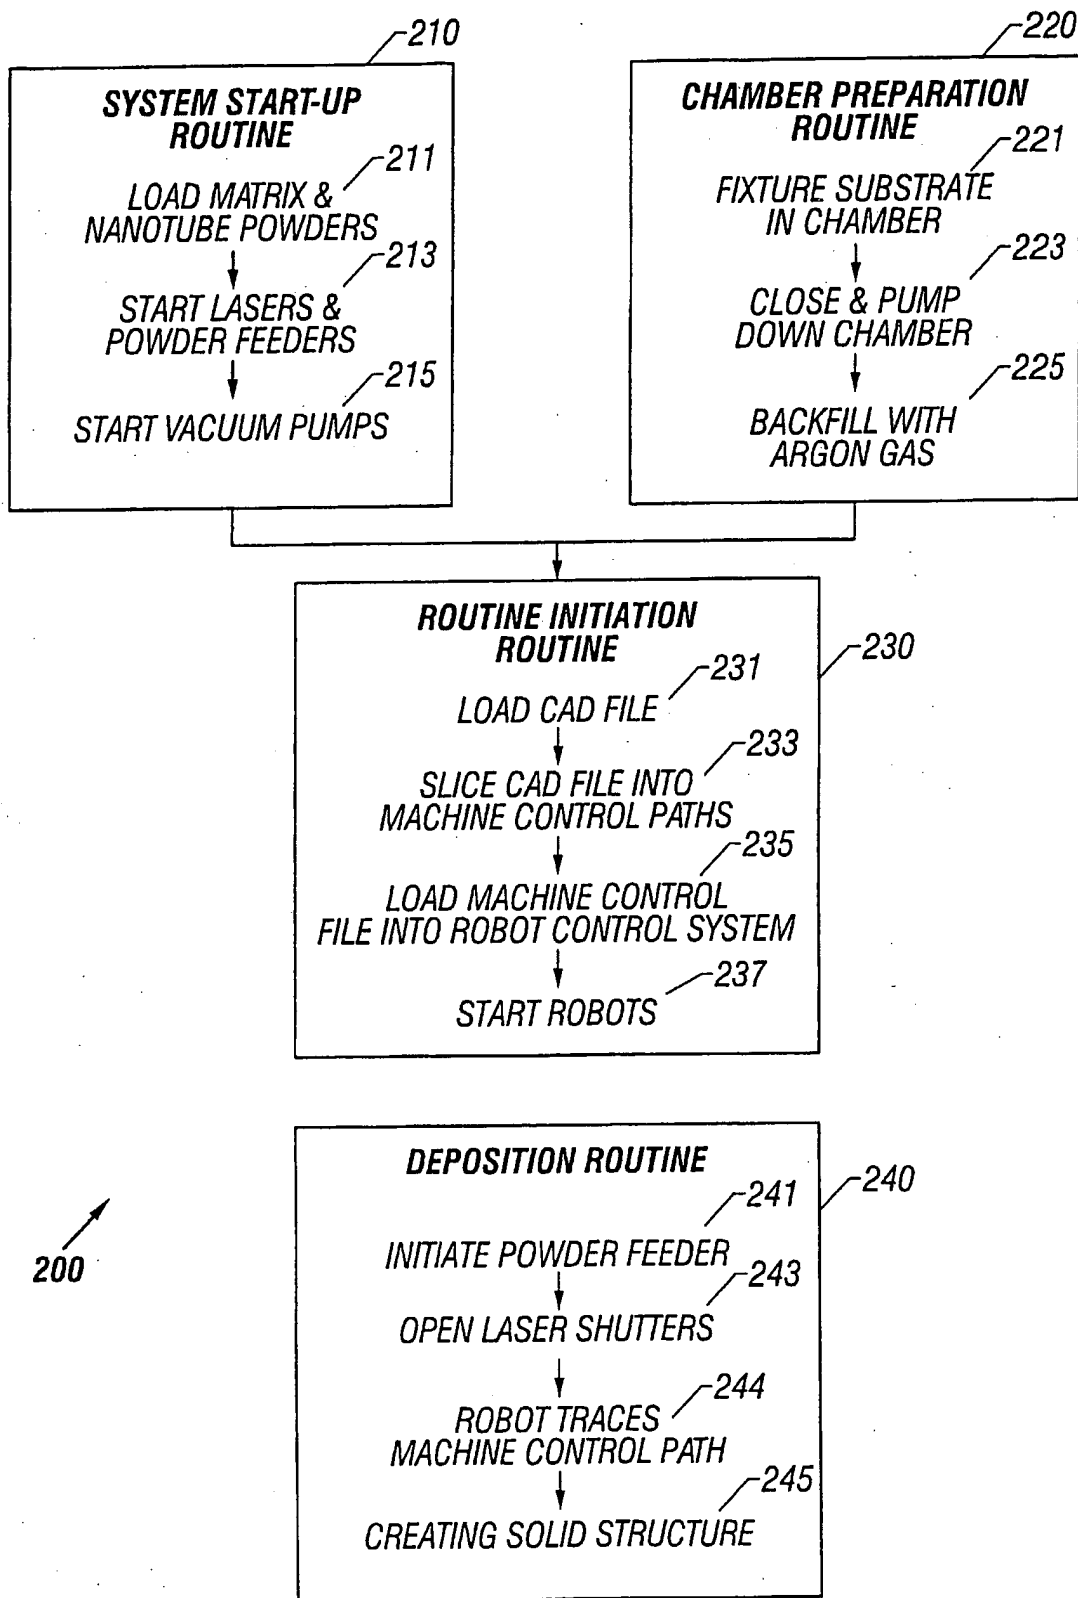 210
SYSTEM START-UP
ROUTINE
211
LOAD MATRIX &
NANOTUBE POWDERS
213
START LASERS &
POWDER FEEDERS
215
START VACUUM PUMPS
220
CHAMBER PREPARATION
ROUTINE
221
FIXTURE SUBSTRATE
IN CHAMBER
223
CLOSE & PUMP
DOWN CHAMBER
225
BACKFILL WITH
ARGON GAS
ROUTINE INITIATION
ROUTINE
230
231
LOAD CAD FILE
233
SLICE CAD FILE INTO
MACHINE CONTROL PATHS
235
LOAD MACHINE CONTROL
FILE INTO ROBOT CONTROL SYSTEM
237
START ROBOTS
DEPOSITION ROUTINE
240
241
INITIATE POWDER FEEDER
243
OPEN LASER SHUTTERS
244
ROBOT TRACES
MACHINE CONTROL PATH
245
CREATING SOLID STRUCTURE
200